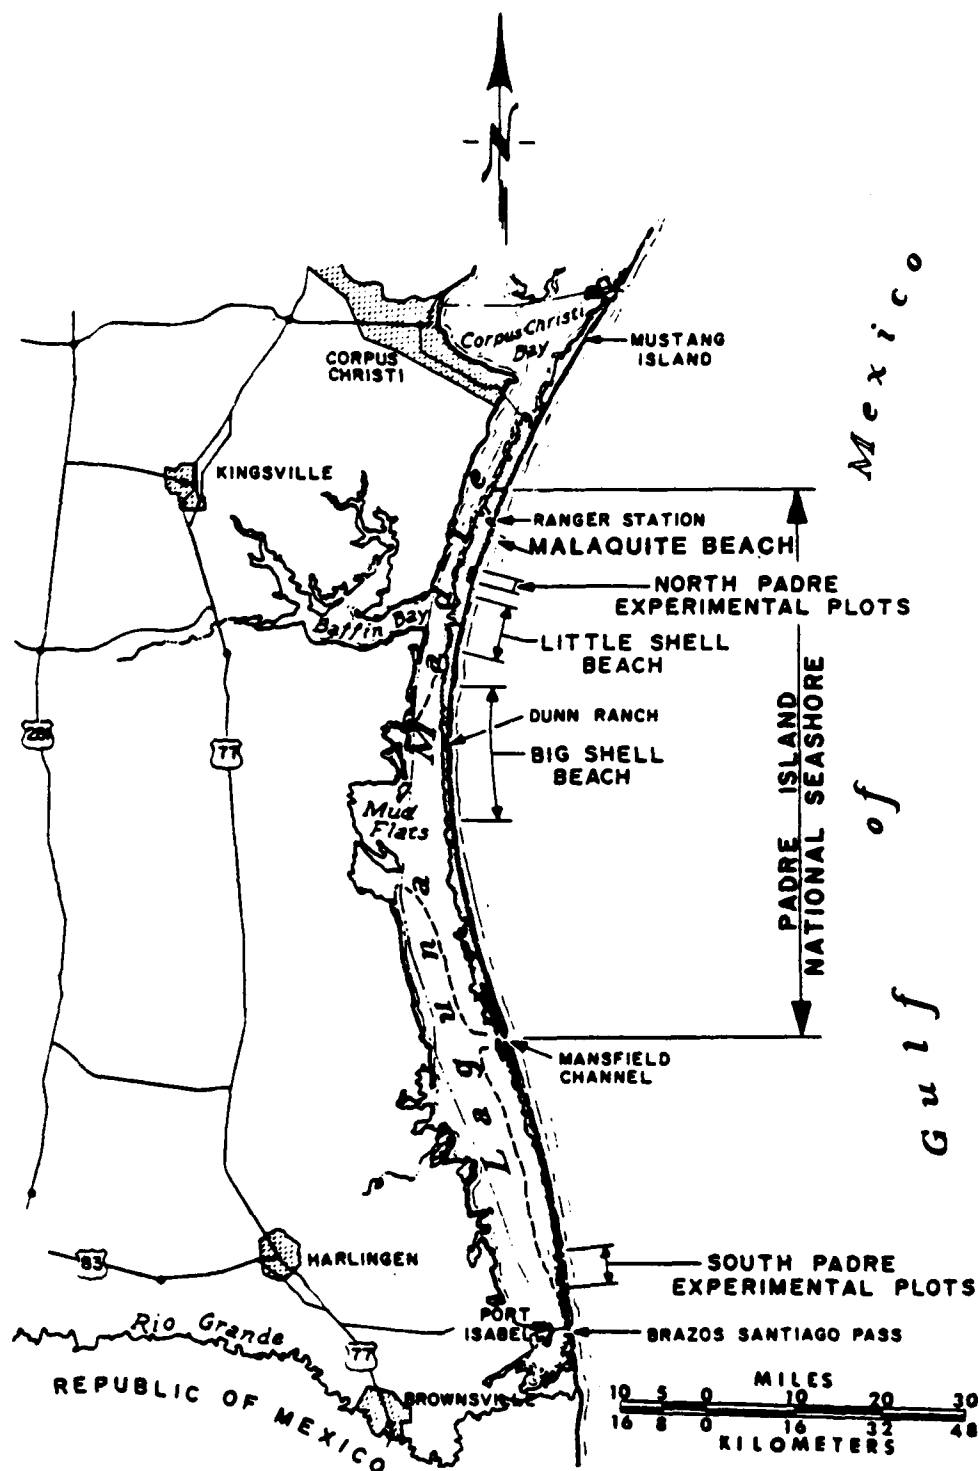 N
Corpus Christi
Bay
MUSTANG
ISLAND
CORPUS
CHRISTI
Gulf of Mexico
KINGSVILLE
RANGER STATION
MALAQUITE BEACH
NORTH PADRE
EXPERIMENTAL PLOTS
Baffin Bay
LITTLE SHELL
BEACH
PADRE ISLAND
NATIONAL SEASHORE
281
77
DUNN RANCH
BIG SHELL
BEACH
Mud
Flats
Laguna Madre
MANSFIELD
CHANNEL
83
HARLINGEN
SOUTH PADRE
EXPERIMENTAL PLOTS
PORT
ISABEL
BRAZOS SANTIAGO PASS
Rio Grande
77
REPUBLIC OF MEXICO
BROWNSVILLE
MILES
10 5 0 10 20 30
16 8 0 16 32 48
KILOMETERS